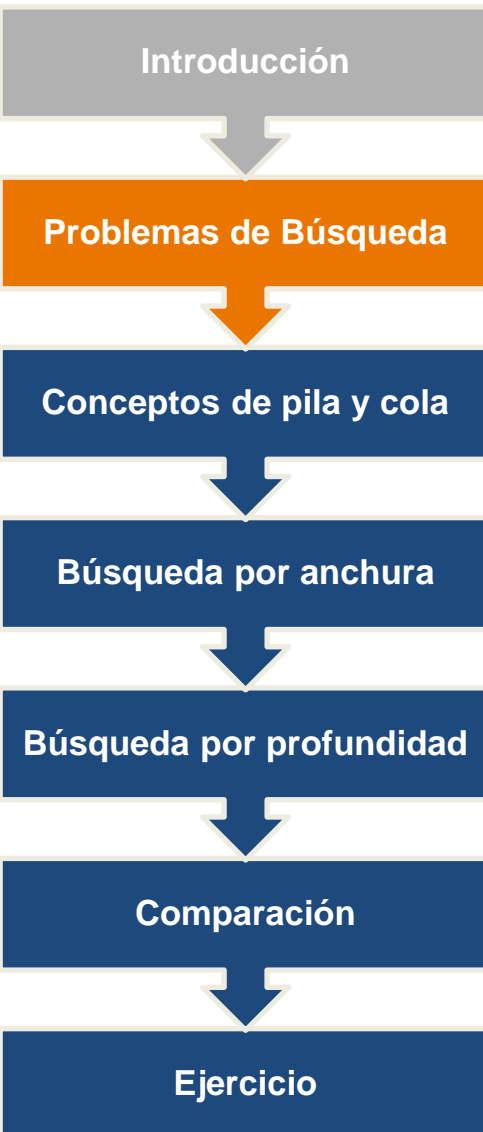 Introducción
Problemas de Búsqueda
Conceptos de pila y cola
Búsqueda por anchura
Búsqueda por profundidad
Comparación
Ejercicio